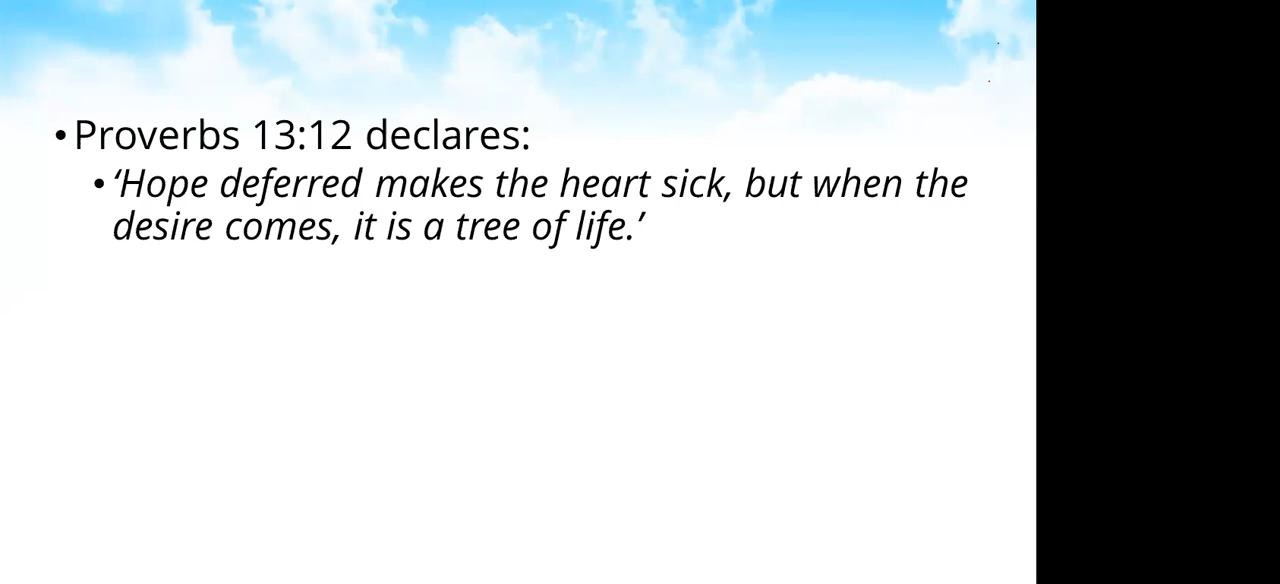 • Proverbs 13:12 declares:
• ‘Hope deferred makes the heart sick, but when the
desire comes, it is a tree of life.’